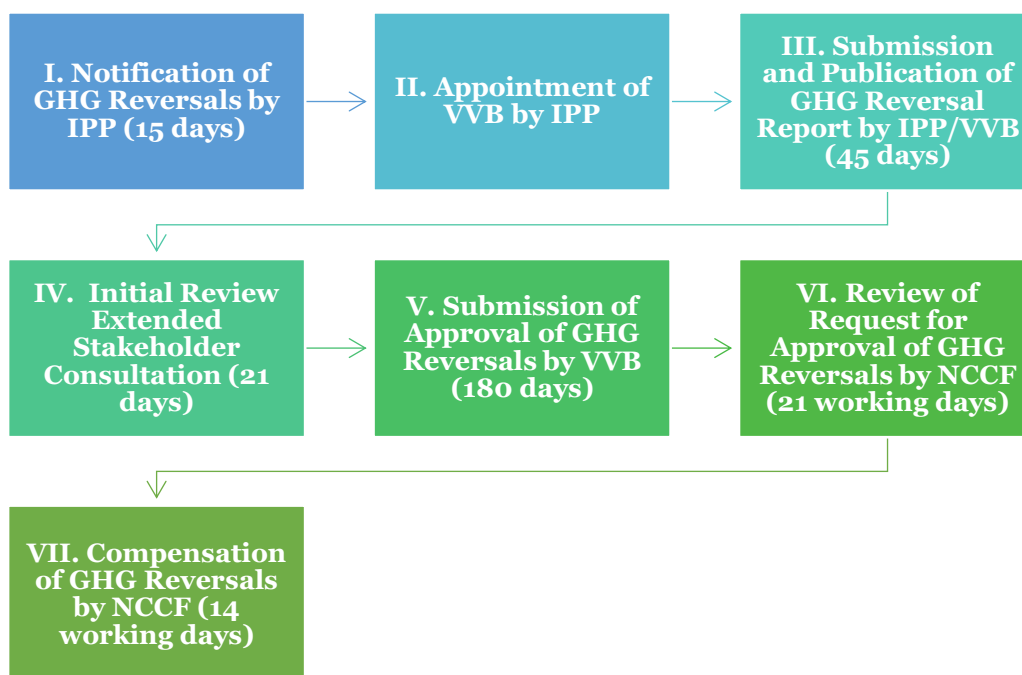 I. Notification of
GHG Reversals by
IPP (15 days)
II. Appointment of
VVB by IPP
III. Submission
and Publication of
GHG Reversal
Report by IPP/VVB
(45 days)
IV. Initial Review
Extended
Stakeholder
Consultation (21
days)
V. Submission of
Approval of GHG
Reversals by VVB
(180 days)
VI. Review of
Request for
Approval of GHG
Reversals by NCCF
(21 working days)
VII. Compensation
of GHG Reversals
by NCCF (14
working days)